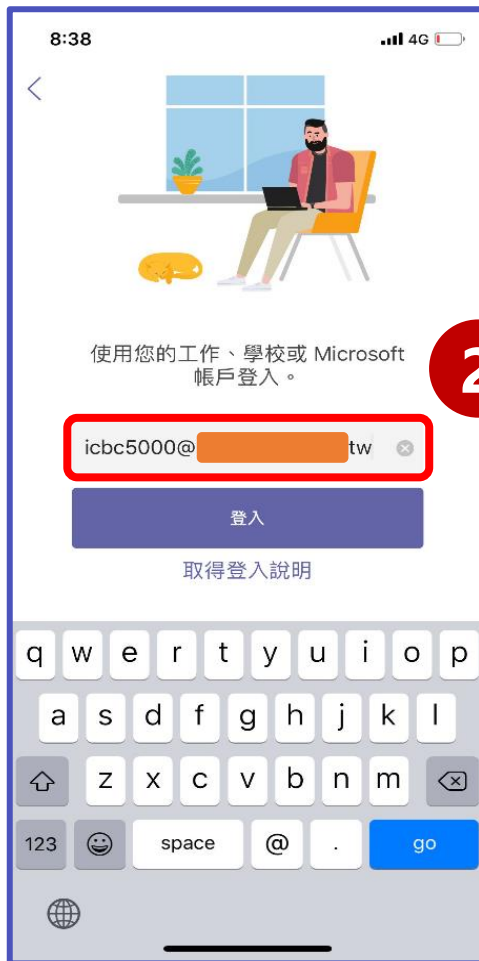 8:38
4G
使用您的工作、學校或 Microsoft
帳戶登入。
2
icbc5000@ tw
登入
取得登入說明
q w e r t y u i o p
a s d f g h j k l
z x c v b n m
123 space @ . go